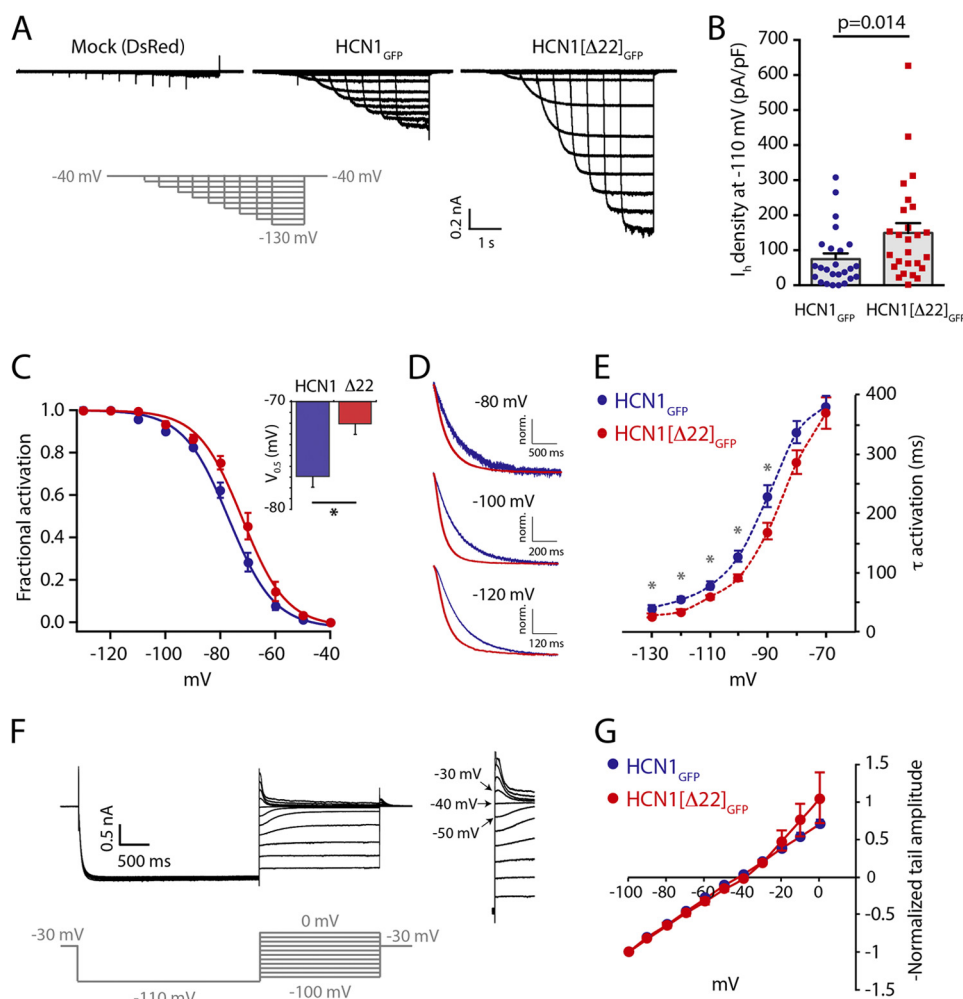 A
Mock (DsRed)
HCN1GFP
HCN1[Δ22]GFP
-40 mV
-40 mV
-130 mV
0.2 nA
1 s
B
p=0.014
Ih density at -110 mV (pA/pF)
700
600
500
400
300
200
100
0
HCN1GFP
HCN1[Δ22]GFP
C
Fractional activation
1.0
0.8
0.6
0.4
0.2
0.0
-120
-100
-80
-60
-40
mV
HCN1
Δ22
-70
-80
V0.5 (mV)
*
D
-80 mV
norm.
500 ms
-100 mV
norm.
200 ms
-120 mV
norm.
120 ms
E
HCN1GFP
HCN1[Δ22]GFP
*
*
*
*
*
400
300
200
100
0
τ activation (ms)
-130
-110
-90
-70
mV
F
0.5 nA
500 ms
-30 mV
-40 mV
-50 mV
-30 mV
0 mV
-30 mV
-110 mV
-100 mV
G
HCN1GFP
HCN1[Δ22]GFP
1.5
1
0.5
0
-0.5
-1
-1.5
-Normalized tail amplitude
-100
-80
-60
-40
-20
0
mV